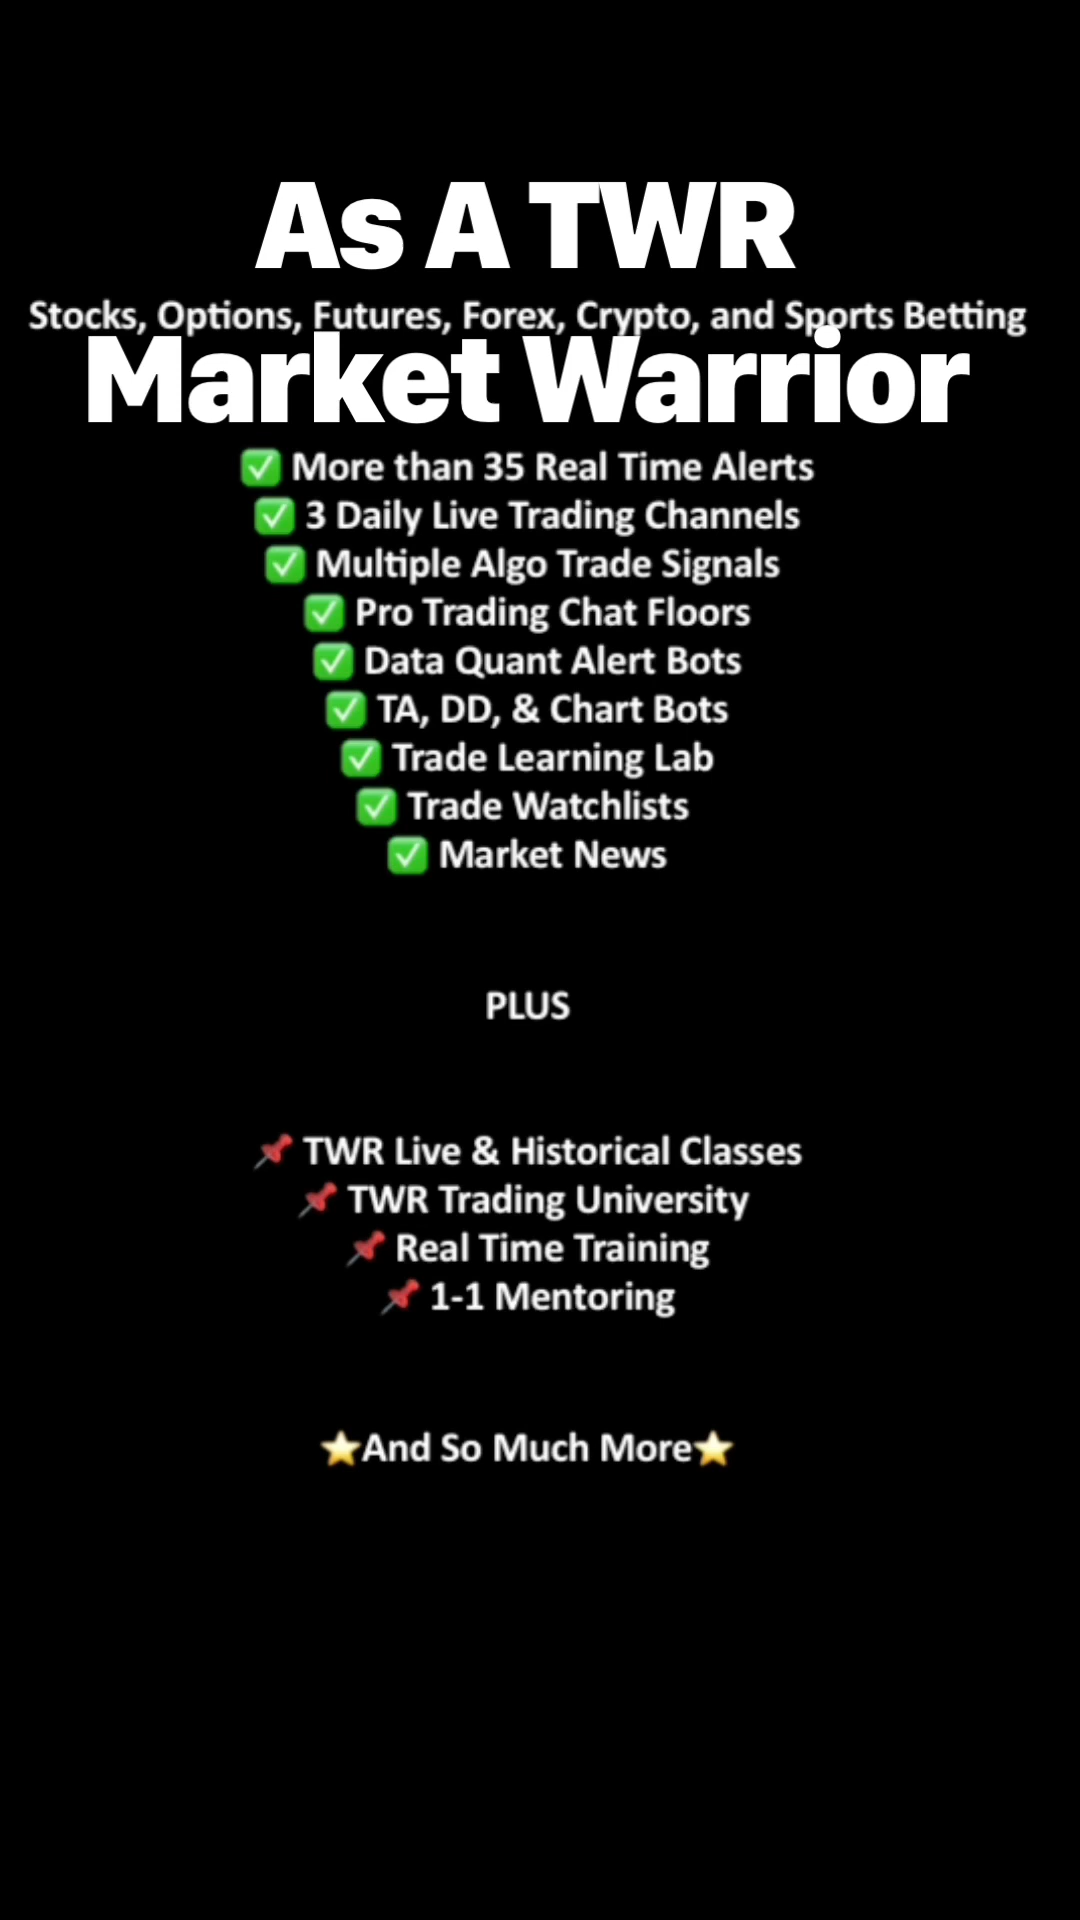 As A TWR
Stocks, Options, Futures, Forex, Crypto, and Sports Betting
Market Warrior
✅ More than 35 Real Time Alerts
✅ 3 Daily Live Trading Channels
✅ Multiple Algo Trade Signals
✅ Pro Trading Chat Floors
✅ Data Quant Alert Bots
✅ TA, DD, & Chart Bots
✅ Trade Learning Lab
✅ Trade Watchlists
✅ Market News
PLUS
📌 TWR Live & Historical Classes
📌 TWR Trading University
📌 Real Time Training
📌 1-1 Mentoring
⭐And So Much More⭐